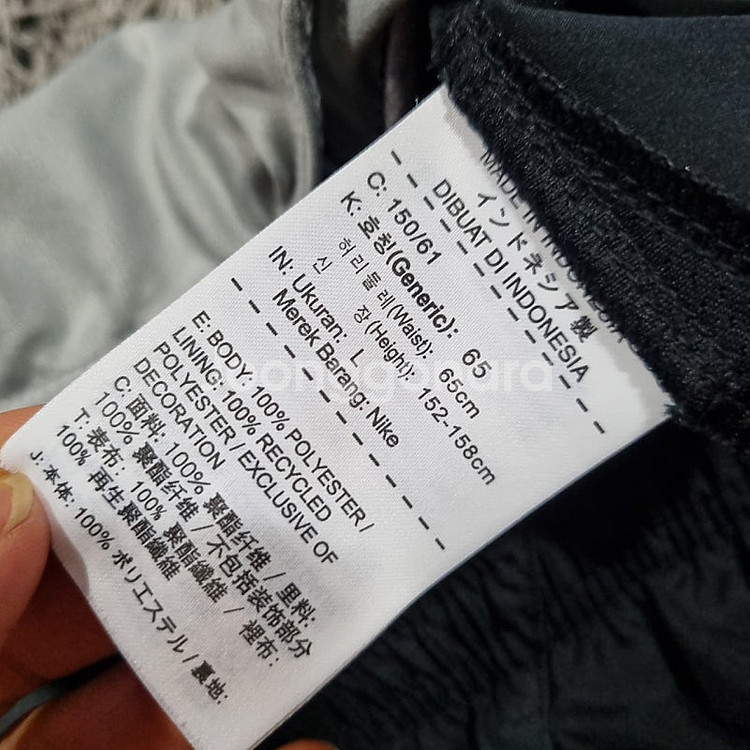 MADE IN INDONESIA
インドネシア製
DIBUAT DI INDONESIA
C: 150/61
K: 호칭(Generic): 65
허리둘레(Waist): 65cm
신 장(Height): 152-158cm
IN: Ukuran: L
Merek Barang: Nike
E: BODY: 100% POLYESTER /
LINING: 100% RECYCLED
POLYESTER / EXCLUSIVE OF
DECORATION
C: 面料: 100% 聚酯纤维 / 里料:
100% 聚酯纤维 / 不包括装饰部分
T: 表布: 100% 聚酯纖維 / 裡布:
100% 再生聚酯纖維
J: 本体: 100% ポリエステル / 裏地: